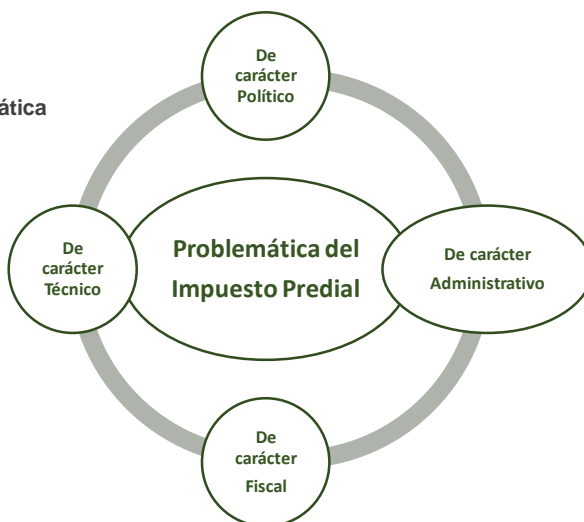 De
carácter
Político
ática
De
carácter
Técnico
Problemática del
Impuesto Predial
De carácter
Administrativo
De
carácter
Fiscal